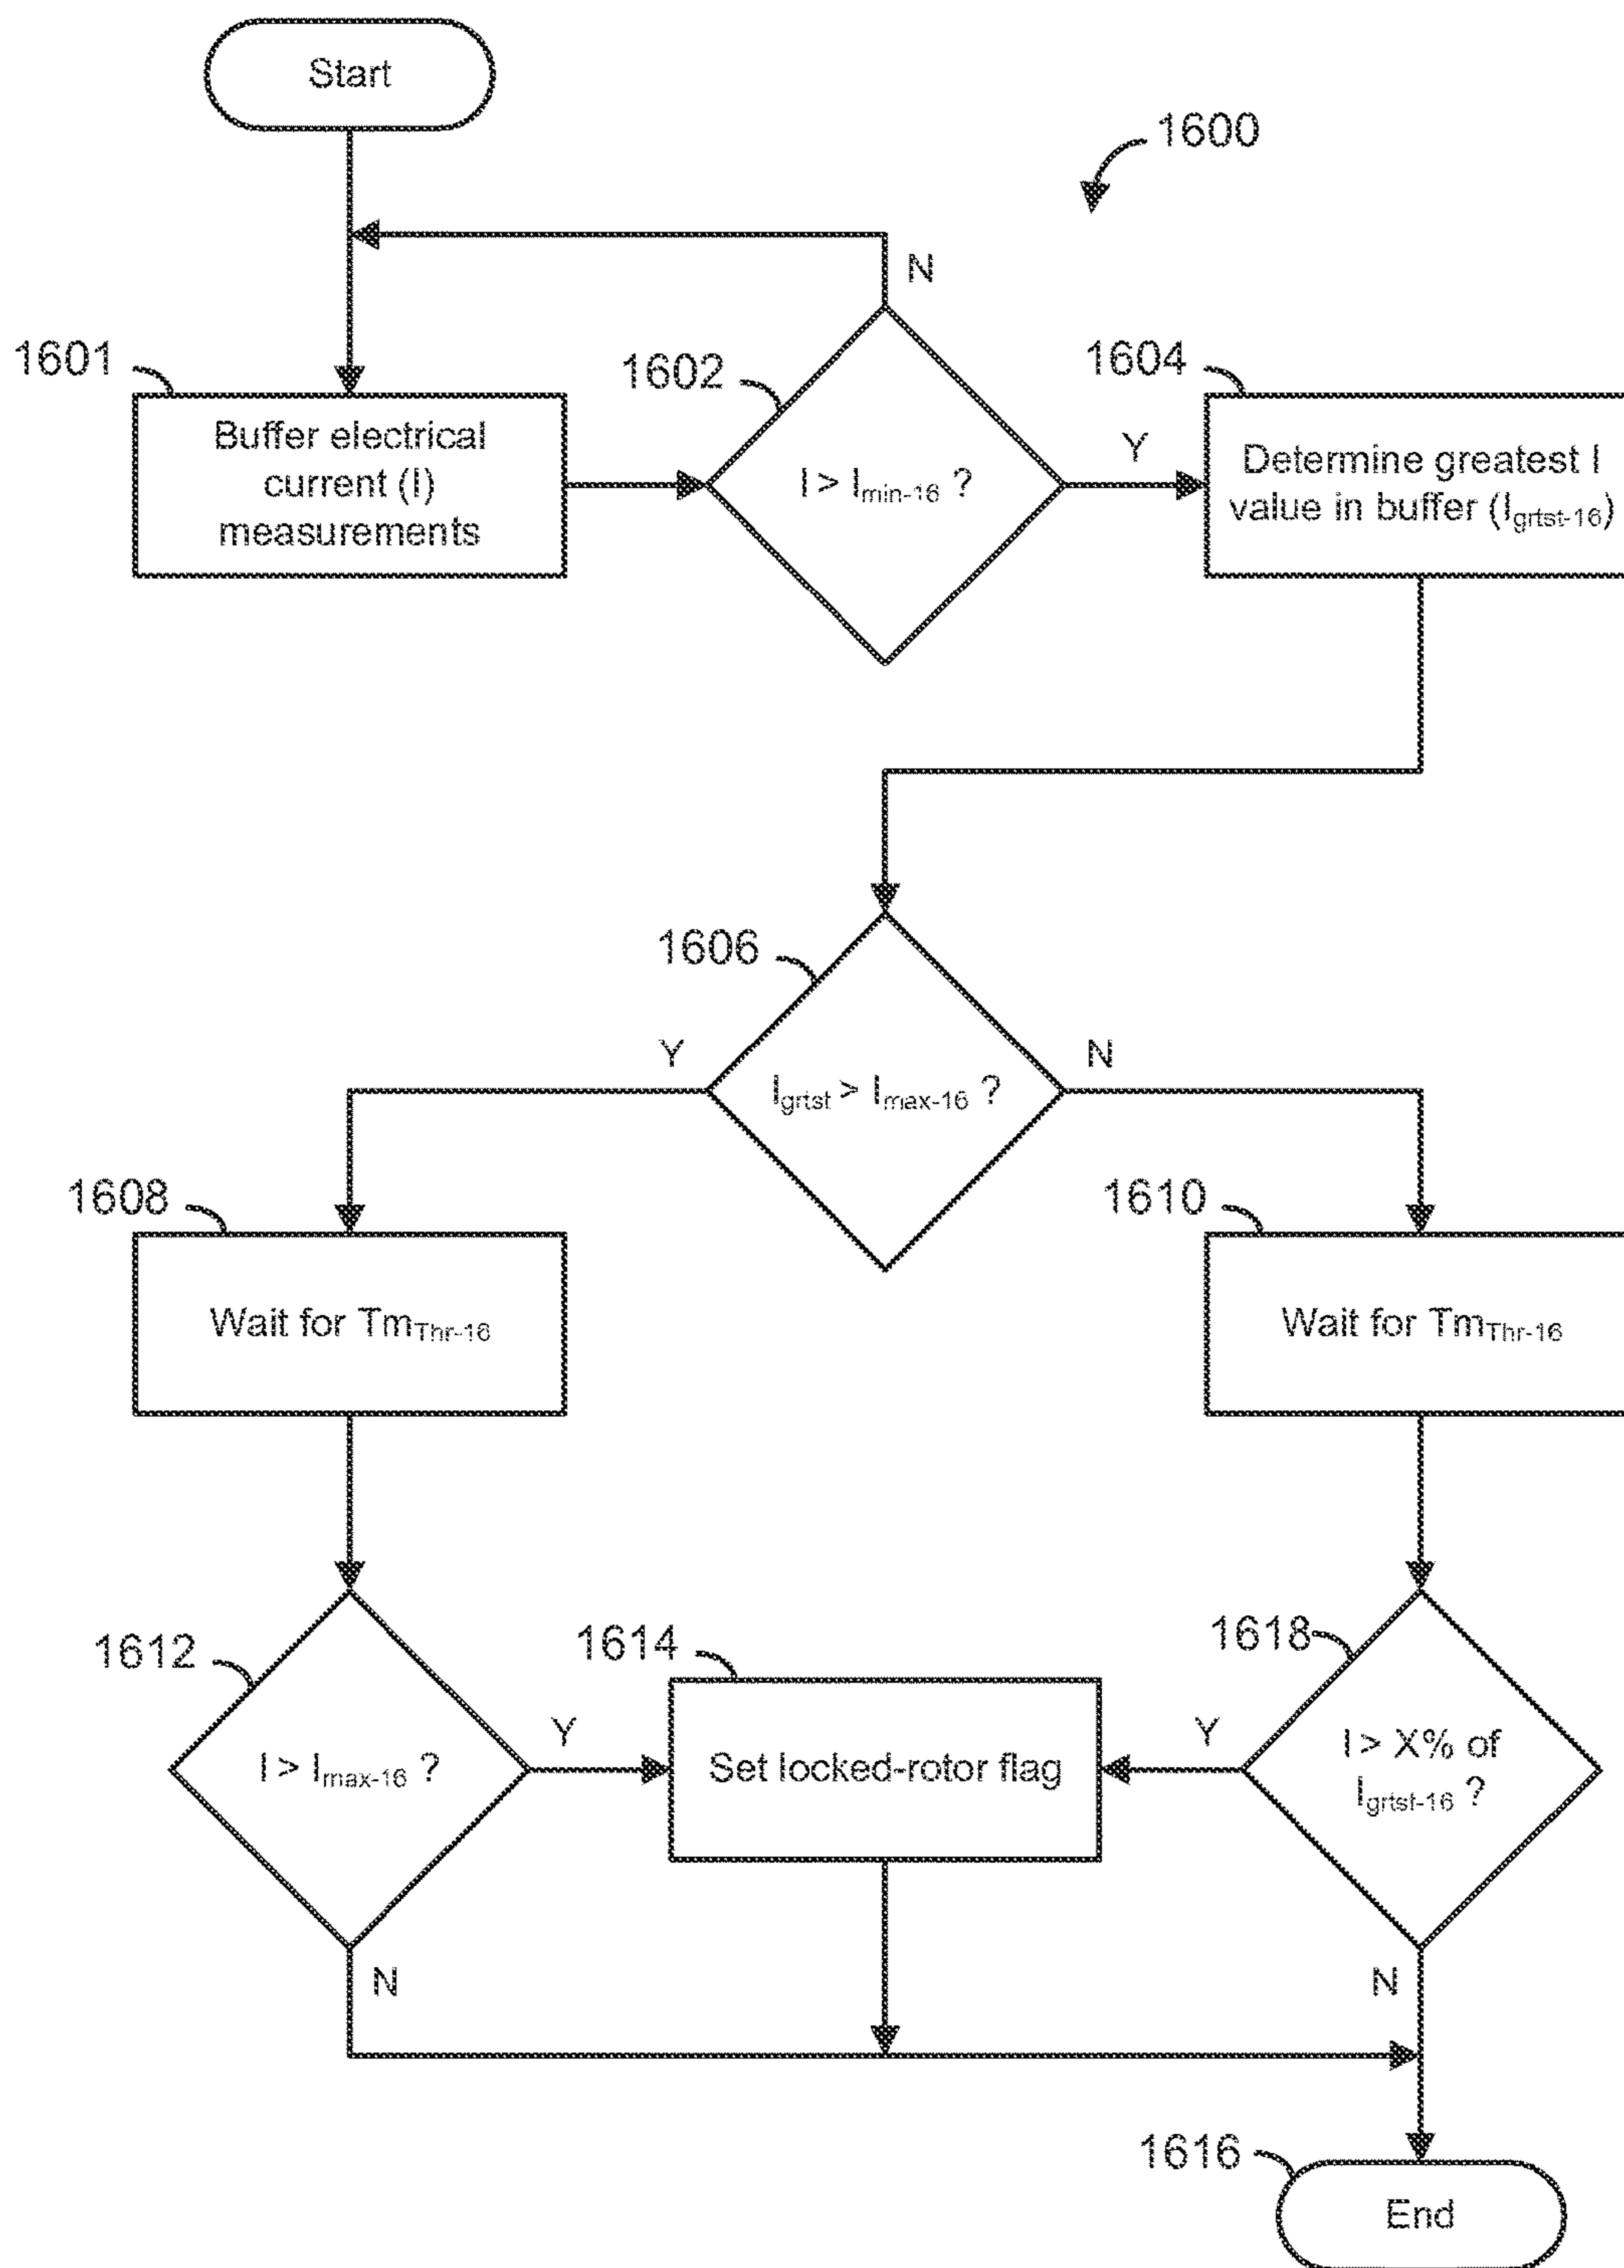 Start
1600
N
1601
1602
1604
Buffer electrical
current (I)
measurements
I > Imin-16 ?
Y
Determine greatest I
value in buffer (Igrtst-16)
1606
Y
N
Igrtst > Imax-16 ?
1608
1610
Wait for TmThr-16
Wait for TmThr-16
1612
1614
1618
I > Imax-16 ?
Y
Set locked-rotor flag
Y
I > X% of
Igrtst-16 ?
N
N
1616
End